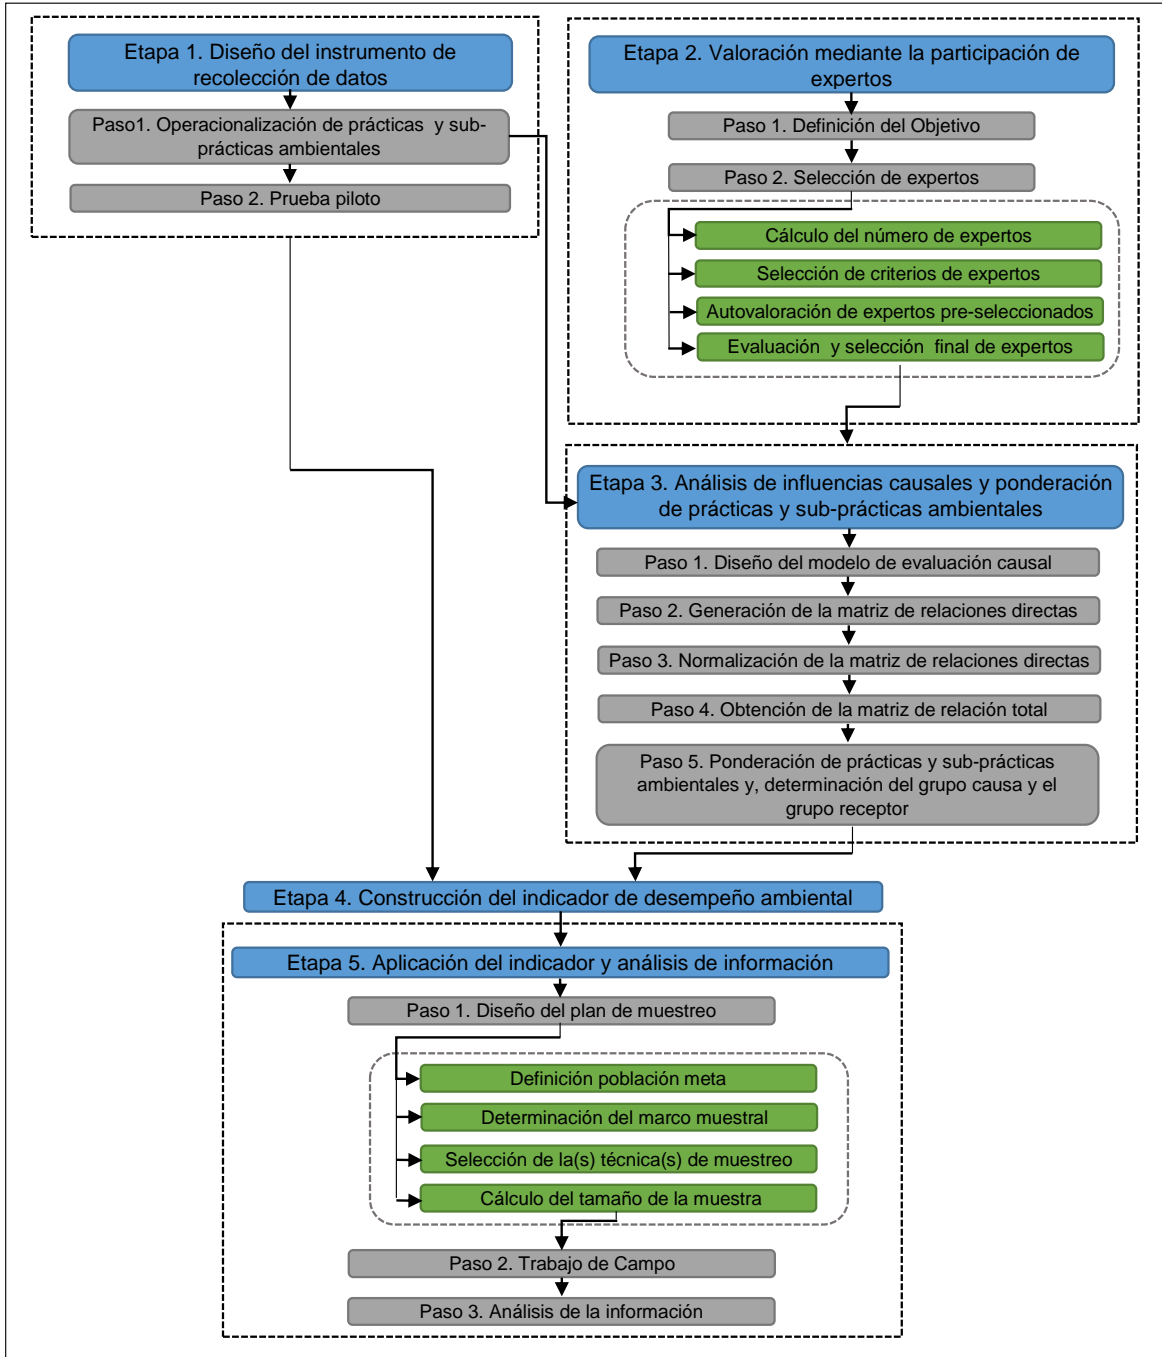 Etapa 1. Diseño del instrumento de
recolección de datos
Paso1. Operacionalización de prácticas y sub-
prácticas ambientales
Paso 2. Prueba piloto
Etapa 2. Valoración mediante la participación de
expertos
Paso 1. Definición del Objetivo
Paso 2. Selección de expertos
Cálculo del número de expertos
Selección de criterios de expertos
Autovaloración de expertos pre-seleccionados
Evaluación y selección final de expertos
Etapa 3. Análisis de influencias causales y ponderación
de prácticas y sub-prácticas ambientales
Paso 1. Diseño del modelo de evaluación causal
Paso 2. Generación de la matriz de relaciones directas
Paso 3. Normalización de la matriz de relaciones directas
Paso 4. Obtención de la matriz de relación total
Paso 5. Ponderación de prácticas y sub-prácticas
ambientales y, determinación del grupo causa y el
grupo receptor
Etapa 4. Construcción del indicador de desempeño ambiental
Etapa 5. Aplicación del indicador y análisis de información
Paso 1. Diseño del plan de muestreo
Definición población meta
Determinación del marco muestral
Selección de la(s) técnica(s) de muestreo
Cálculo del tamaño de la muestra
Paso 2. Trabajo de Campo
Paso 3. Análisis de la información